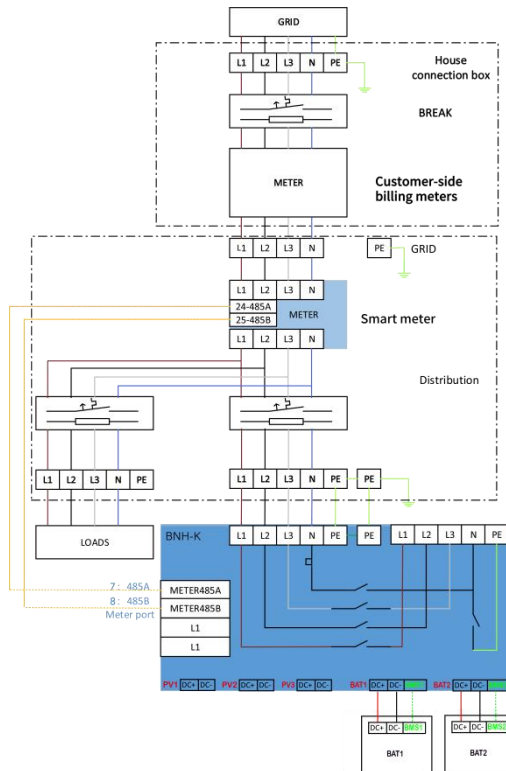 GRID
L1 L2 L3 N PE
House
connection box
BREAK
METER
Customer-side
billing meters
L1 L2 L3 N
PE
GRID
L1 L2 L3 N
24-485A
25-485B
METER
Smart meter
L1 L2 L3 N
Distribution
L1 L2 L3 N PE
L1 L2 L3 N PE
PE
LOADS
BNH-K
L1 L2 L3 N PE
PE
L1 L2 L3 N PE
7: 485A
METER485A
8: 485B
METER485B
Meter port
L1
L1
PV1 DC+ DC-
PV2 DC+ DC-
PV3 DC+ DC-
BAT1 DC+ DC-
BAT2 DC+ DC-
DC+ DC- BMS1
DC+ DC- BMS2
BAT1
BAT2